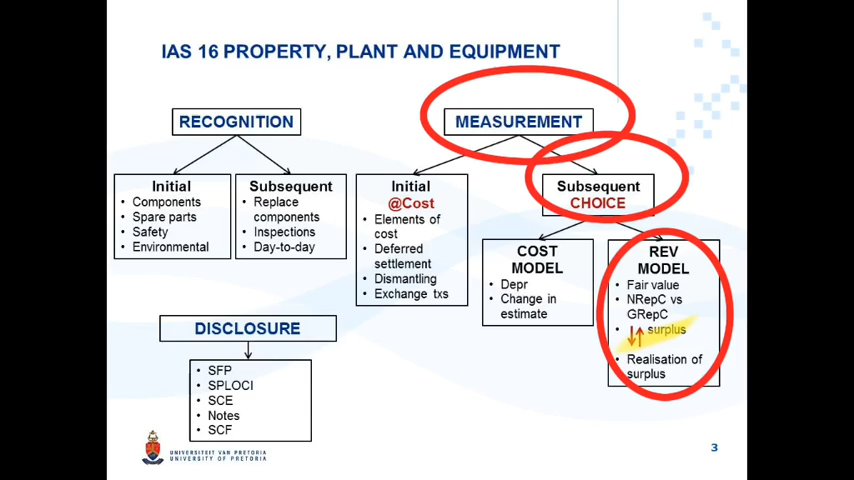 IAS 16 PROPERTY, PLANT AND EQUIPMENT
RECOGNITION
Initial
• Components
• Spare parts
• Safety
• Environmental
Subsequent
• Replace
components
• Inspections
• Day-to-day
MEASUREMENT
Initial
@Cost
• Elements of
cost
• Deferred
settlement
• Dismantling
• Exchange txs
Subsequent
CHOICE
COST
MODEL
• Depr
• Change in
estimate
REV
MODEL
• Fair value
• NRepC vs
GRepC
• ↓↑ surplus
• Realisation of
surplus
DISCLOSURE
• SFP
• SPLOCI
• SCE
• Notes
• SCF
UNIVERSITEIT VAN PRETORIA
UNIVERSITY OF PRETORIA
3